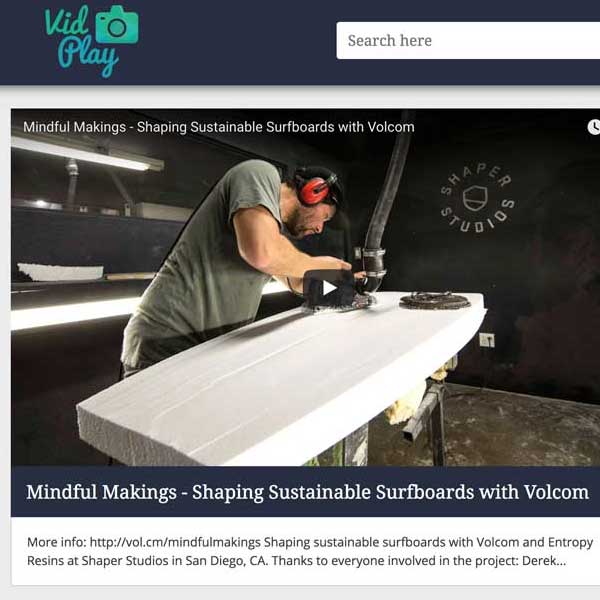 Vid
Play
Search here
Mindful Makings - Shaping Sustainable Surfboards with Volcom
SHAPER
STUDIOS
Mindful Makings - Shaping Sustainable Surfboards with Volcom
More info: http://vol.cm/mindfulmakings Shaping sustainable surfboards with Volcom and Entropy
Resins at Shaper Studios in San Diego, CA. Thanks to everyone involved in the project: Derek...